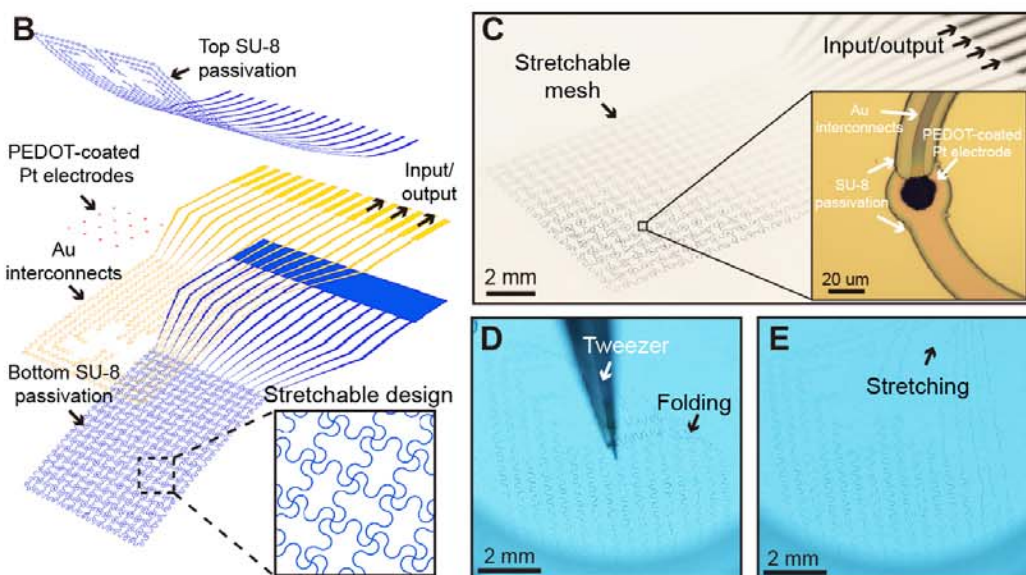 B
Top SU-8
passivation
PEDOT-coated
Pt electrodes
Input/
output
Au
interconnects
Bottom SU-8
passivation
Stretchable design
C
Stretchable
mesh
Input/output
Au
interconnects
PEDOT-coated
Pt electrode
SU-8
passivation
20 um
2 mm
D
Tweezer
Folding
2 mm
E
Stretching
2 mm